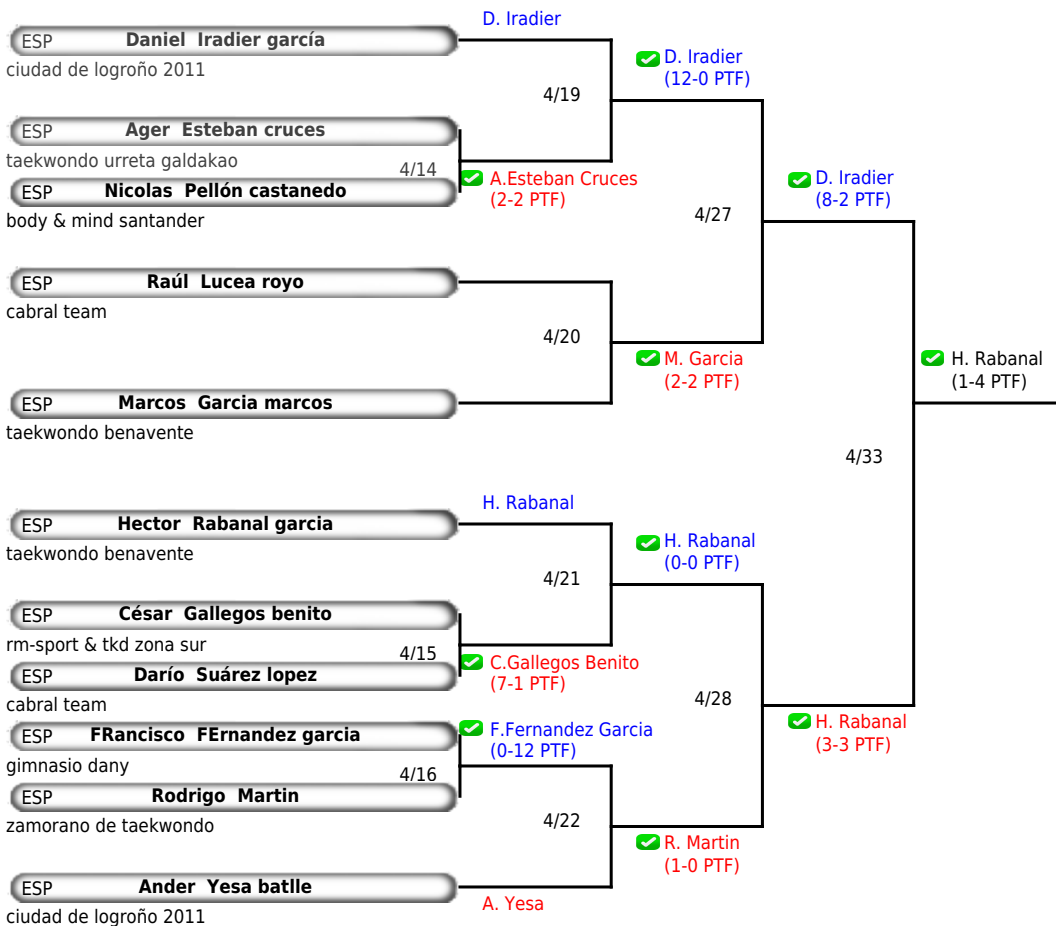 D. Iradier
ESP Daniel Iradier garcía
ciudad de logroño 2011
D. Iradier
(12-0 PTF)
4/19
ESP Ager Esteban cruces
taekwondo urreta galdakao
4/14
A.Esteban Cruces
(2-2 PTF)
ESP Nicolas Pellón castanedo
body & mind santander
D. Iradier
(8-2 PTF)
4/27
ESP Raúl Lucea royo
cabral team
4/20
M. Garcia
(2-2 PTF)
H. Rabanal
(1-4 PTF)
ESP Marcos Garcia marcos
taekwondo benavente
4/33
H. Rabanal
ESP Hector Rabanal garcia
taekwondo benavente
H. Rabanal
(0-0 PTF)
4/21
ESP César Gallegos benito
rm-sport & tkd zona sur
4/15
C.Gallegos Benito
(7-1 PTF)
ESP Darío Suárez lopez
cabral team
4/28
H. Rabanal
(3-3 PTF)
F.Fernandez Garcia
(0-12 PTF)
ESP FRancisco FErnandez garcia
gimnasio dany
4/16
ESP Rodrigo Martin
zamorano de taekwondo
4/22
R. Martin
(1-0 PTF)
ESP Ander Yesa batlle
A. Yesa
ciudad de logroño 2011